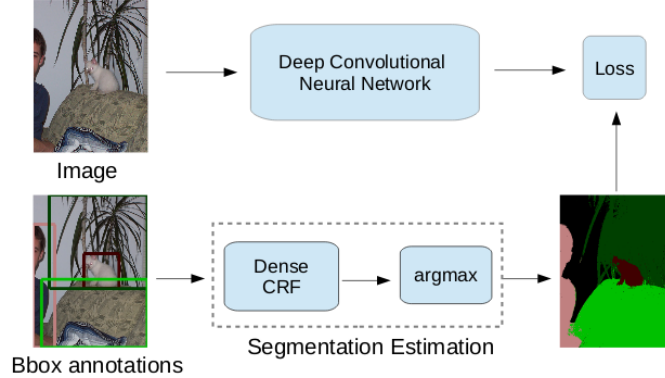 Deep Convolutional
Neural Network
Loss
Image
Dense
CRF
argmax
Segmentation Estimation
Bbox annotations